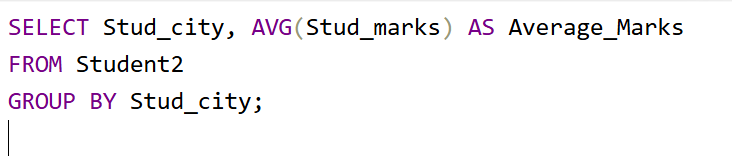 SELECT Stud_city, AVG(Stud_marks) AS Average_Marks
FROM Student2
GROUP BY Stud_city;